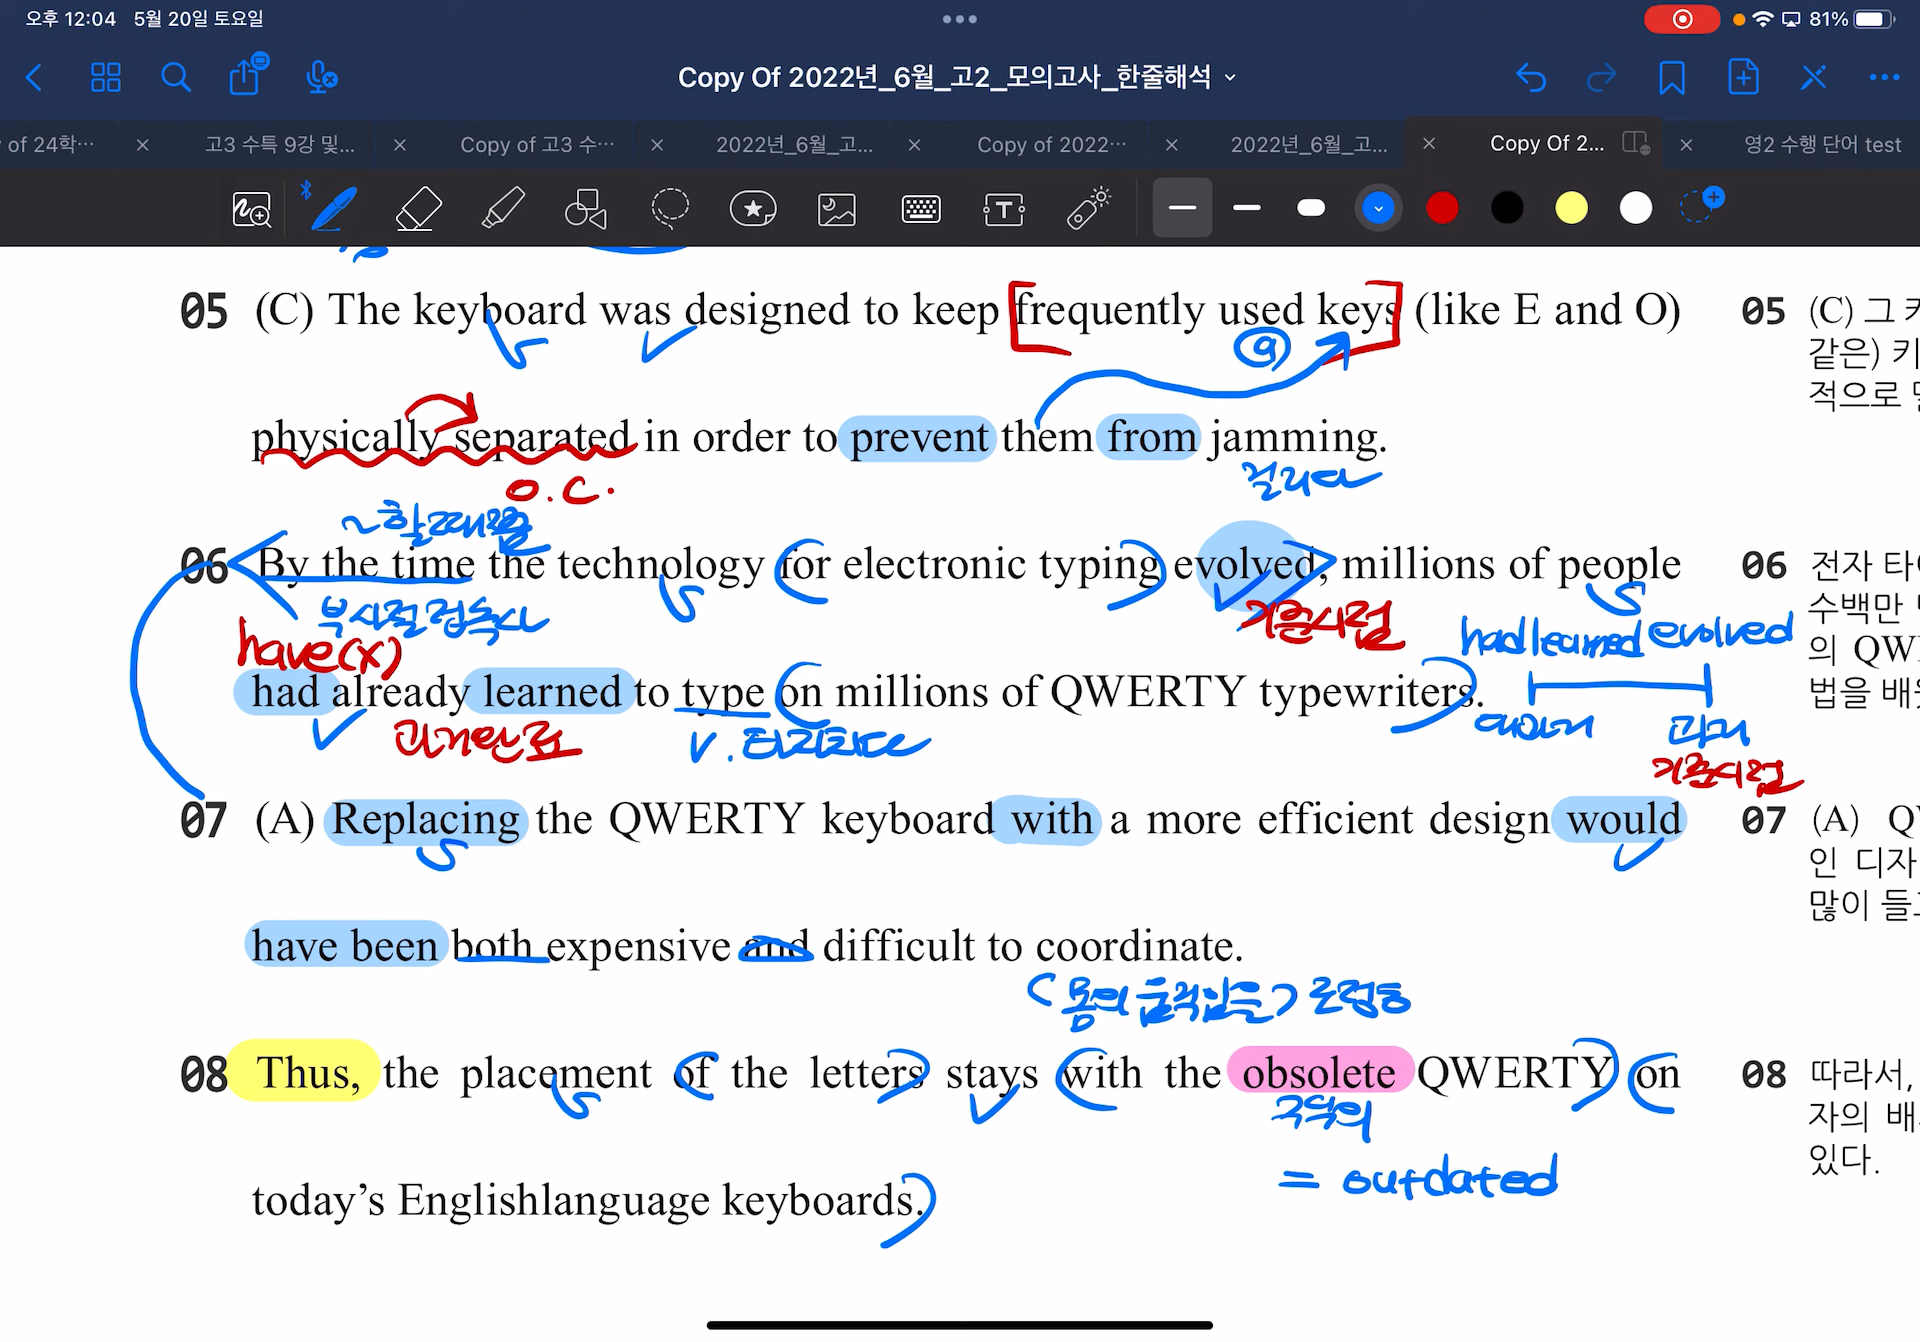 오후 12:04 5월 20일 토요일
81%
Copy Of 2022년_6월_고2_모의고사_한줄해석
of 24학…
고3 수특 9강 및...
Copy of 고3 수…
2022년_6월_고...
Copy of 2022…
2022년_6월_고...
Copy Of 2...
영2 수행 단어 test
05 (C) The keyboard was designed to keep frequently used keys (like E and O)
S
a
physically separated in order to prevent them from jamming.
O.C.
걸리다
~할 때쯤
06 By the time the technology for electronic typing evolved, millions of people
부사절 접속사
S
기준시점
S
have(x)
had learned evolved
had already learned to type on millions of QWERTY typewriters.
과거완료
V. 타자치다
대과거
과거
기준시점
07 (A) Replacing the QWERTY keyboard with a more efficient design would
S
have been both expensive and difficult to coordinate.
08 Thus, the placement of the letters stays with the obsolete QWERTY on
S
구식의
= outdated
today’s Englishlanguage keyboards.
05 (C) 그 키
같은) 키
적으로
06 전자 타
수백만
의 QW
법을 배
07 (A) Q
인 디자
많이 들
08 따라서,
자의 배
있다.